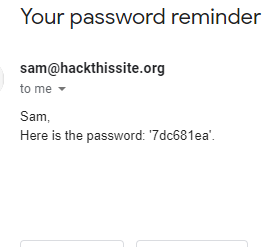 Your password reminder
sam@hackthissite.org
to me
Sam,
Here is the password: '7dc681ea'.